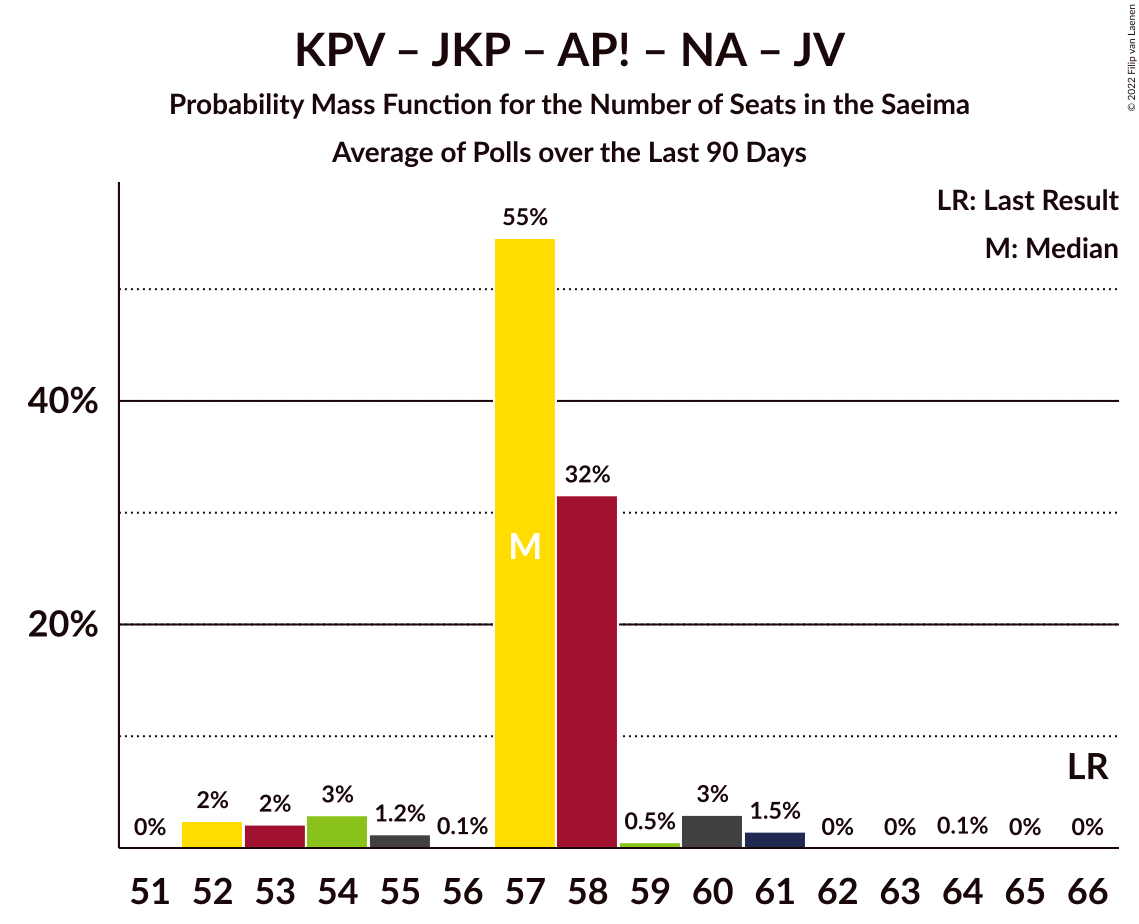 KPV – JKP – AP! – NA – JV
Probability Mass Function for the Number of Seats in the Saeima
Average of Polls over the Last 90 Days
© 2022 Filip van Laenen
LR: Last Result
M: Median
55%
40%
32%
M
20%
LR
0% 2% 2% 3% 1.2% 0.1% 0.5% 3% 1.5% 0% 0% 0.1% 0% 0%
51 52 53 54 55 56 57 58 59 60 61 62 63 64 65 66